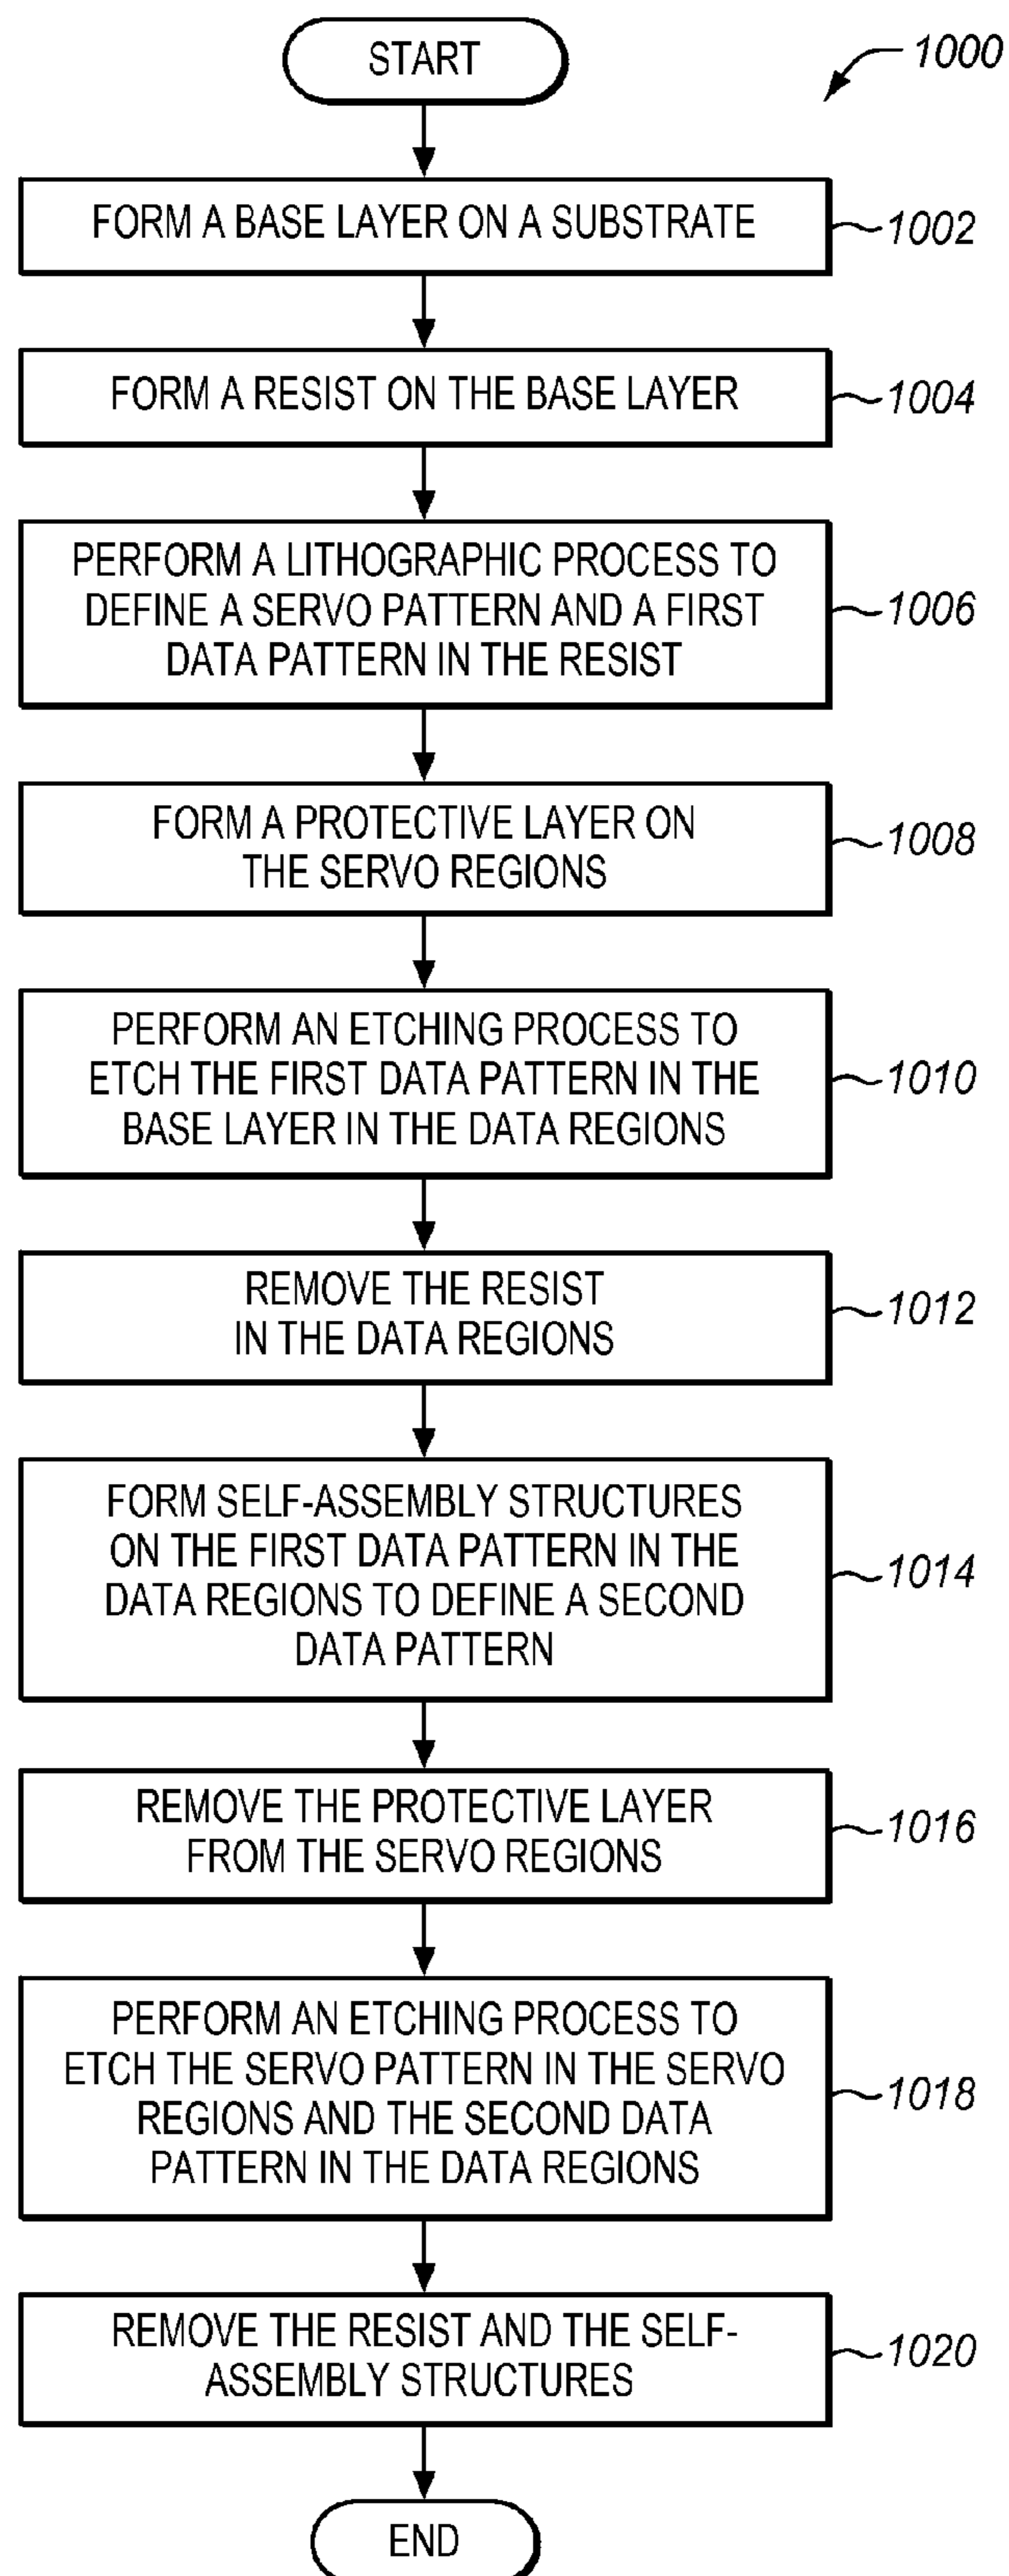 START
1000
FORM A BASE LAYER ON A SUBSTRATE
1002
FORM A RESIST ON THE BASE LAYER
1004
PERFORM A LITHOGRAPHIC PROCESS TO
DEFINE A SERVO PATTERN AND A FIRST
DATA PATTERN IN THE RESIST
1006
FORM A PROTECTIVE LAYER ON
THE SERVO REGIONS
1008
PERFORM AN ETCHING PROCESS TO
ETCH THE FIRST DATA PATTERN IN THE
BASE LAYER IN THE DATA REGIONS
1010
REMOVE THE RESIST
IN THE DATA REGIONS
1012
FORM SELF-ASSEMBLY STRUCTURES
ON THE FIRST DATA PATTERN IN THE
DATA REGIONS TO DEFINE A SECOND
DATA PATTERN
1014
REMOVE THE PROTECTIVE LAYER
FROM THE SERVO REGIONS
1016
PERFORM AN ETCHING PROCESS TO
ETCH THE SERVO PATTERN IN THE SERVO
REGIONS AND THE SECOND DATA
PATTERN IN THE DATA REGIONS
1018
REMOVE THE RESIST AND THE SELF-
ASSEMBLY STRUCTURES
1020
END